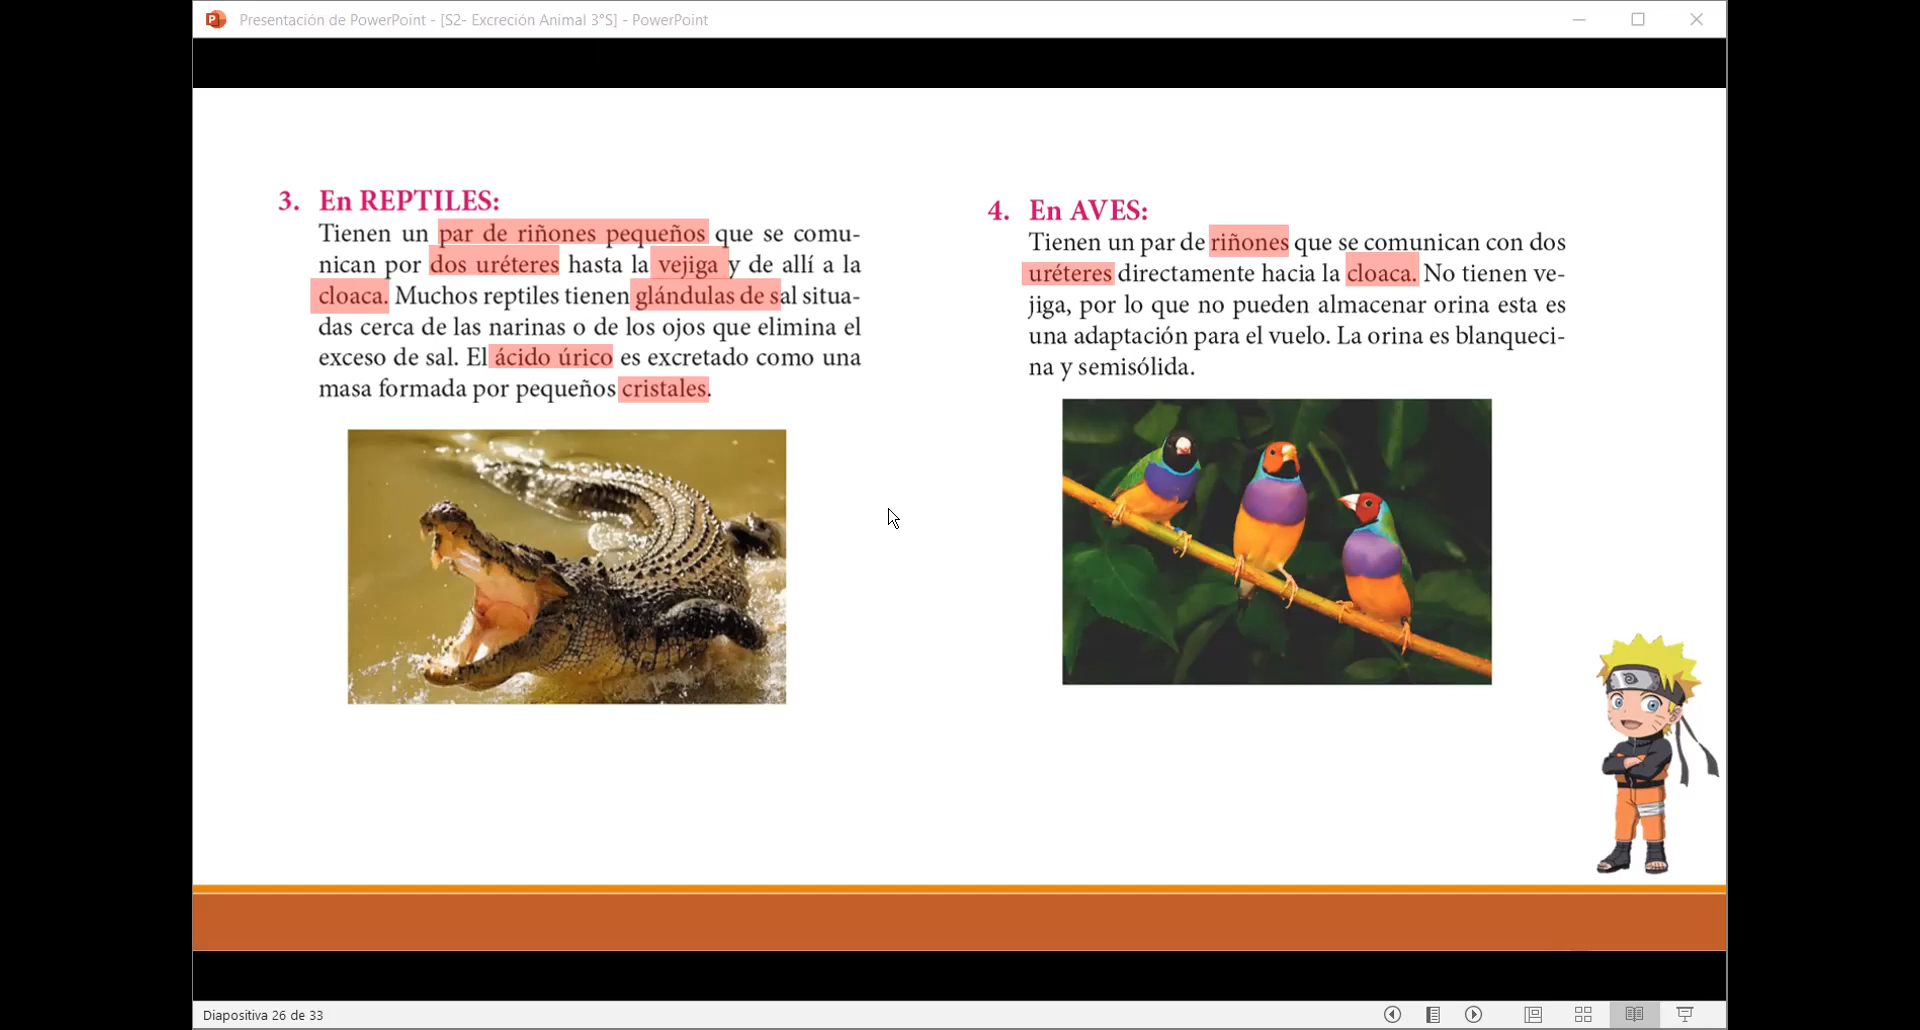 Presentación de PowerPoint - [S2- Excreción Animal 3°S] - PowerPoint
3. En REPTILES:
Tienen un par de riñones pequeños que se comu-
nican por dos uréteres hasta la vejiga y de allí a la
cloaca. Muchos reptiles tienen glándulas de sal situa-
das cerca de las narinas o de los ojos que elimina el
exceso de sal. El ácido úrico es excretado como una
masa formada por pequeños cristales.
4. En AVES:
Tienen un par de riñones que se comunican con dos
uréteres directamente hacia la cloaca. No tienen ve-
jiga, por lo que no pueden almacenar orina esta es
una adaptación para el vuelo. La orina es blanqueci-
na y semisólida.
Diapositiva 26 de 33